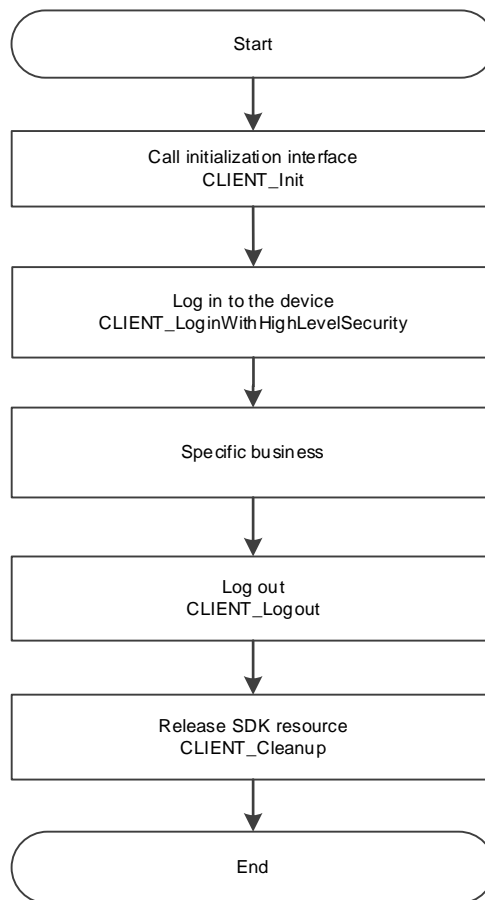 Start
Call initialization interface
CLIENT_Init
Log in to the device
CLIENT_LoginWithHighLevelSecurity
Specific business
Log out
CLIENT_Logout
Release SDK resource
CLIENT_Cleanup
End